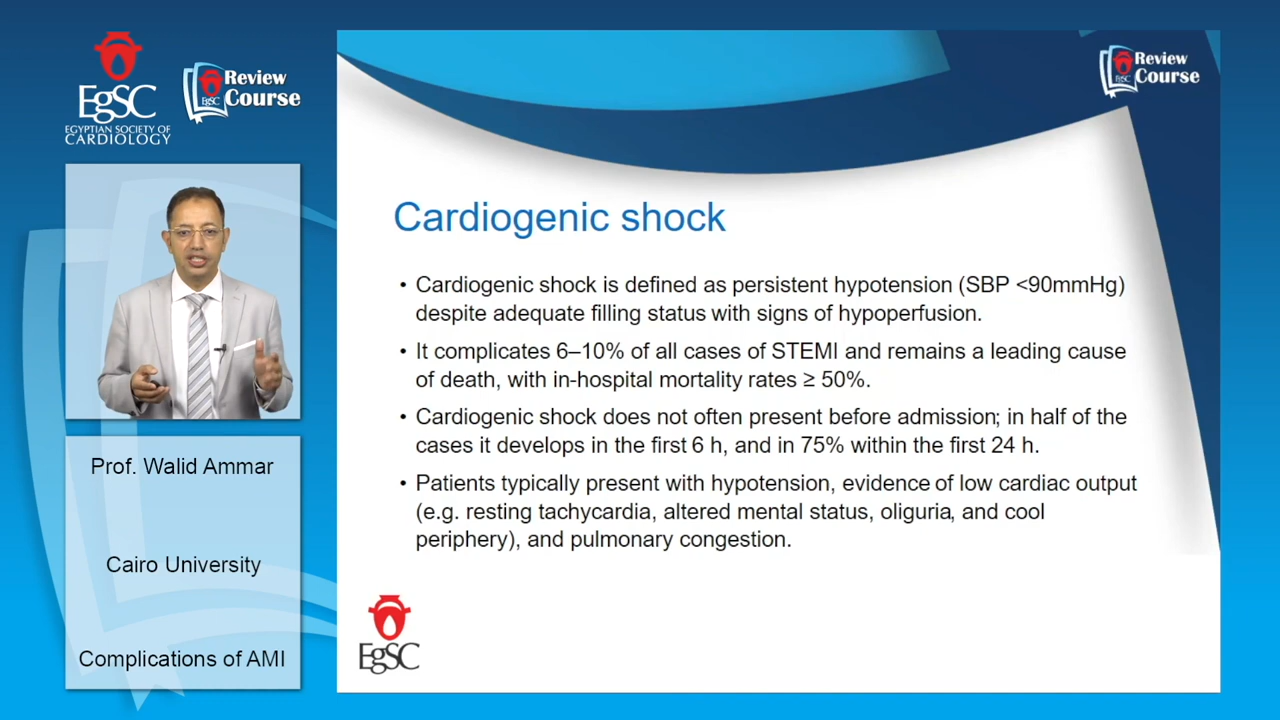 EgSC
EGYPTIAN SOCIETY OF
CARDIOLOGY
EgSC
Review
Course
Prof. Walid Ammar
Cairo University
Complications of AMI
EgSC
Review
Course
Cardiogenic shock
• Cardiogenic shock is defined as persistent hypotension (SBP <90mmHg)
despite adequate filling status with signs of hypoperfusion.
• It complicates 6–10% of all cases of STEMI and remains a leading cause
of death, with in-hospital mortality rates ≥ 50%.
• Cardiogenic shock does not often present before admission; in half of the
cases it develops in the first 6 h, and in 75% within the first 24 h.
• Patients typically present with hypotension, evidence of low cardiac output
(e.g. resting tachycardia, altered mental status, oliguria, and cool
periphery), and pulmonary congestion.
EgSC